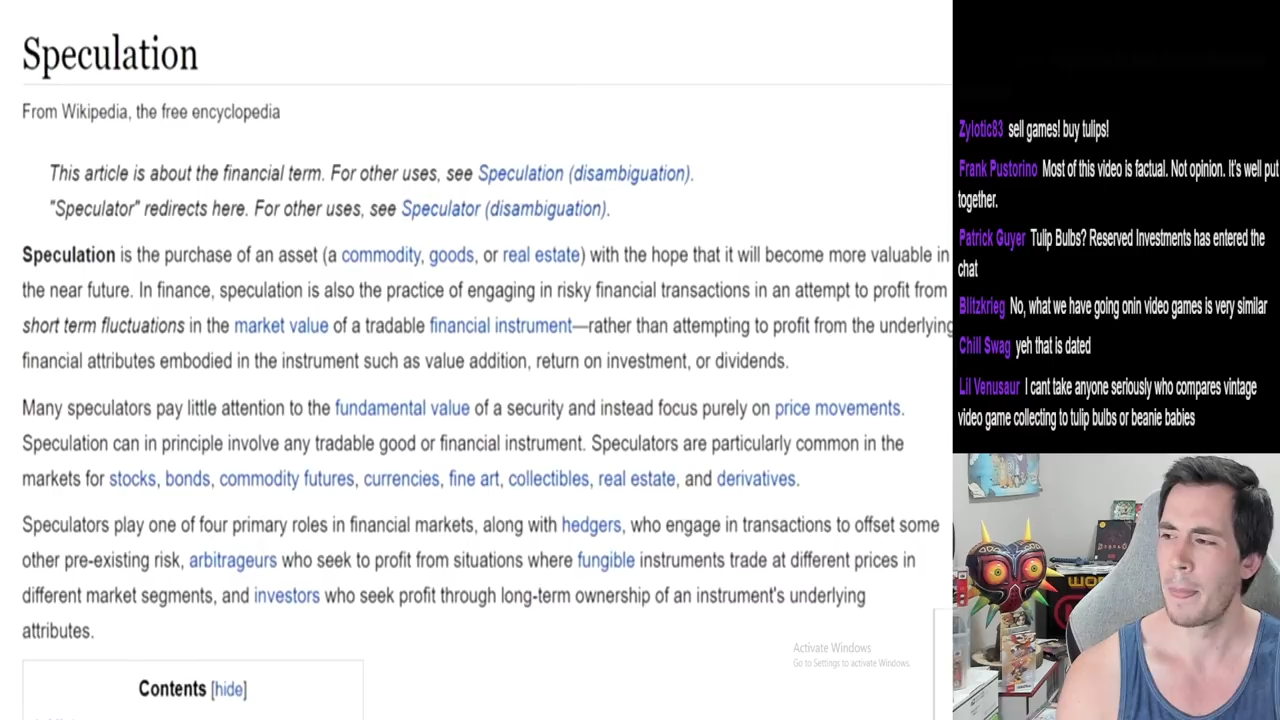 Speculation
From Wikipedia, the free encyclopedia
This article is about the financial term. For other uses, see Speculation (disambiguation).
"Speculator" redirects here. For other uses, see Speculator (disambiguation).
Speculation is the purchase of an asset (a commodity, goods, or real estate) with the hope that it will become more valuable in
the near future. In finance, speculation is also the practice of engaging in risky financial transactions in an attempt to profit from
short term fluctuations in the market value of a tradable financial instrument—rather than attempting to profit from the underlying
financial attributes embodied in the instrument such as value addition, return on investment, or dividends.
Many speculators pay little attention to the fundamental value of a security and instead focus purely on price movements.
Speculation can in principle involve any tradable good or financial instrument. Speculators are particularly common in the
markets for stocks, bonds, commodity futures, currencies, fine art, collectibles, real estate, and derivatives.
Speculators play one of four primary roles in financial markets, along with hedgers, who engage in transactions to offset some
other pre-existing risk, arbitrageurs who seek to profit from situations where fungible instruments trade at different prices in
different market segments, and investors who seek profit through long-term ownership of an instrument's underlying
attributes.
Contents [hide]
Activate Windows
Go to Settings to activate Windows.
Zylotic83 sell games! buy tulips!
Frank Pustorino Most of this video is factual. Not opinion. It's well put
together.
Patrick Guyer Tulip Bulbs? Reserved Investments has entered the
chat
Blitzkrieg No, what we have going onin video games is very similar
Chill Swag yeh that is dated
Lil Venusaur I cant take anyone seriously who compares vintage
video game collecting to tulip bulbs or beanie babies